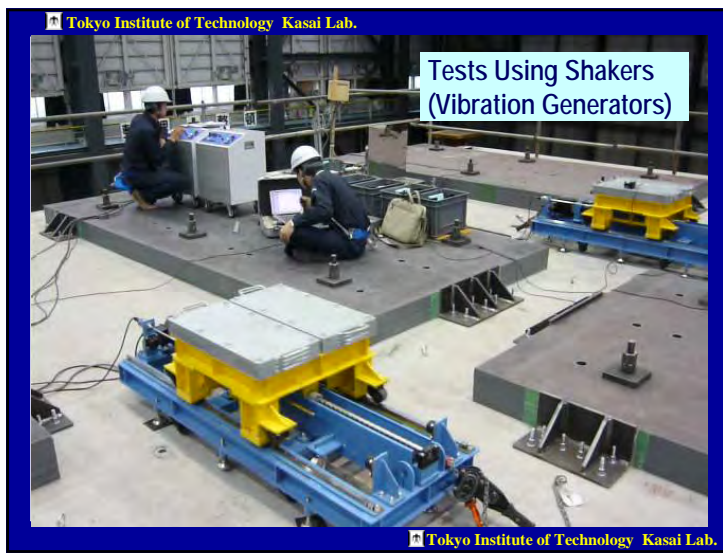 Tokyo Institute of Technology Kasai Lab.
Tests Using Shakers
(Vibration Generators)
Tokyo Institute of Technology Kasai Lab.